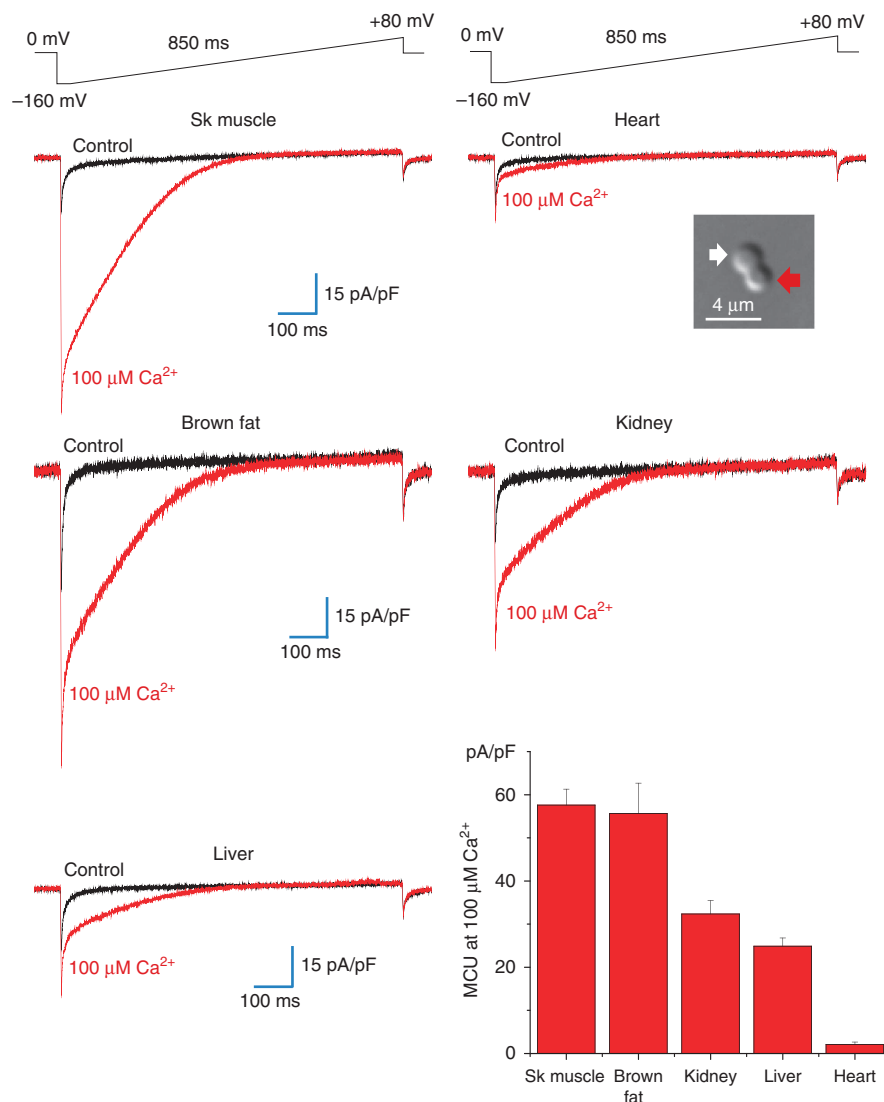 0 mV
850 ms
+80 mV
–160 mV
0 mV
850 ms
+80 mV
–160 mV
Sk muscle
Control
100 μM Ca²⁺
15 pA/pF
100 ms
Heart
Control
100 μM Ca²⁺
4 μm
Brown fat
Control
100 μM Ca²⁺
15 pA/pF
100 ms
Kidney
Control
100 μM Ca²⁺
Liver
Control
100 μM Ca²⁺
15 pA/pF
100 ms
pA/pF
60
40
20
0
MCU at 100 μM Ca²⁺
Sk muscle
Brown
fat
Kidney
Liver
Heart